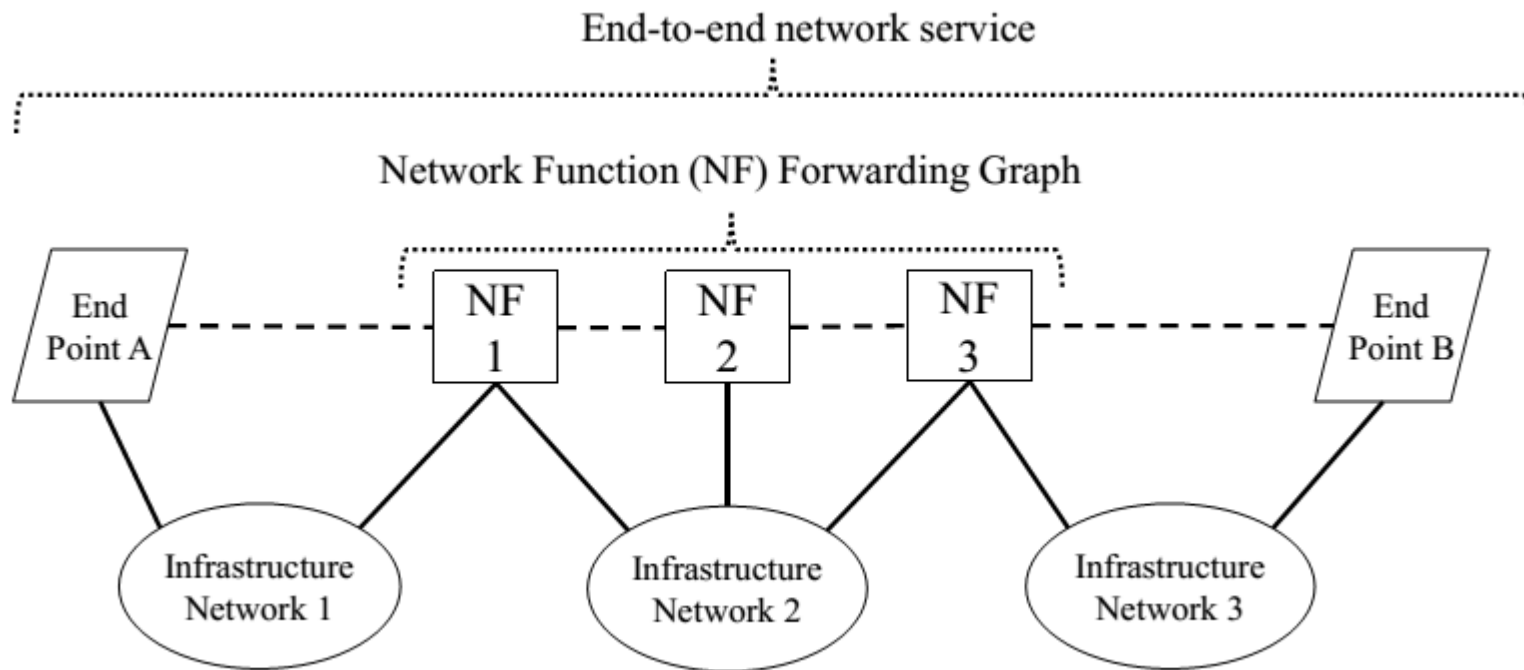 End-to-end network service
Network Function (NF) Forwarding Graph
End
Point A
NF
1
NF
2
NF
3
End
Point B
Infrastructure
Network 1
Infrastructure
Network 2
Infrastructure
Network 3